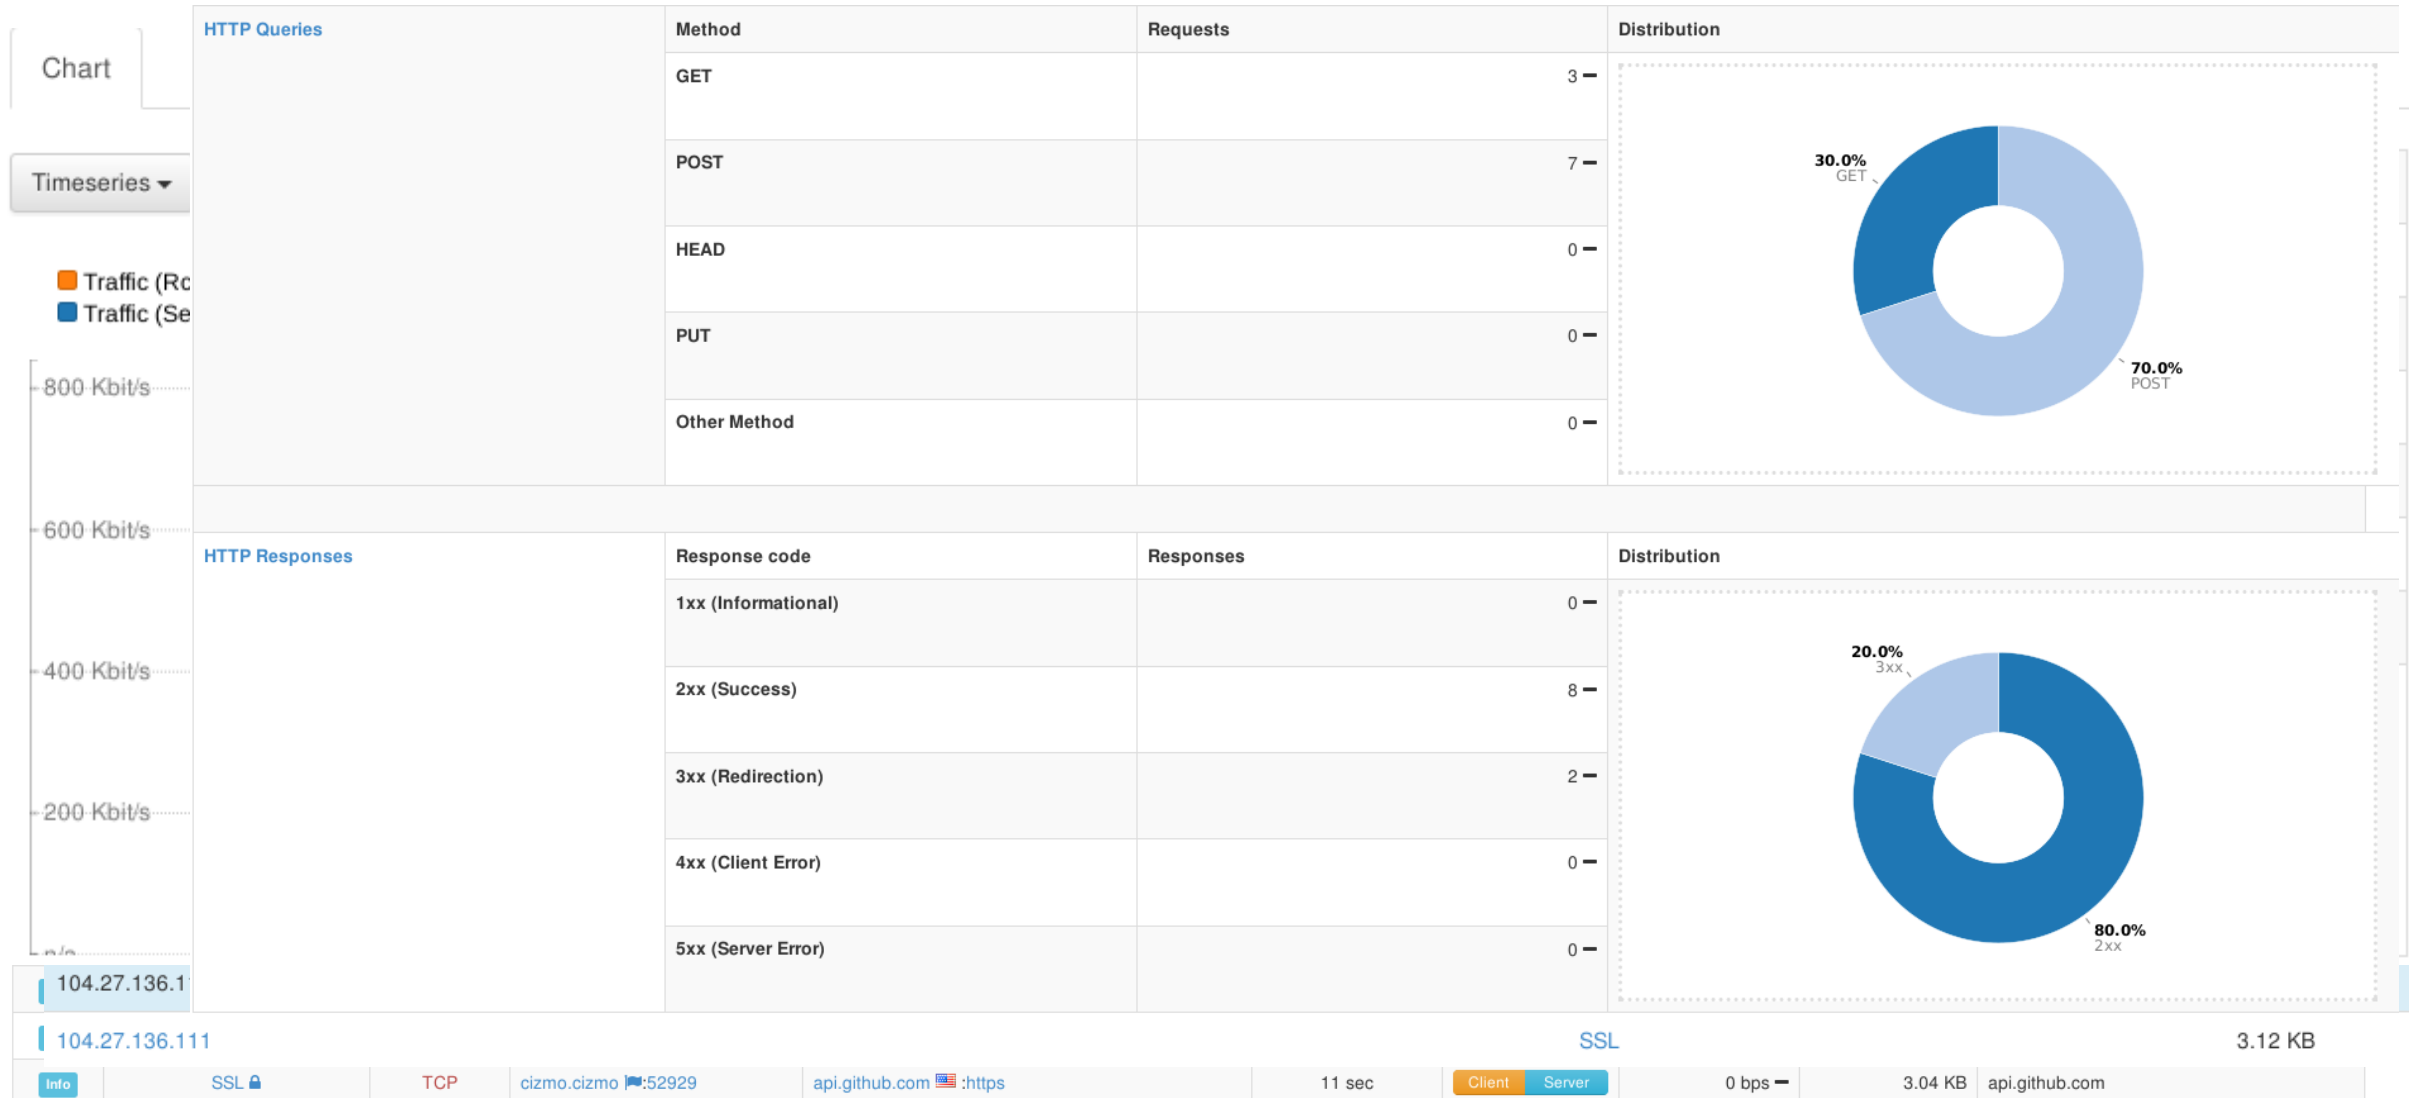 HTTP Queries Method Requests Distribution
Chart
GET 3
30.0%
GET
POST 7
Timeseries
HEAD 0
Traffic (Ro
Traffic (Se
PUT 0
70.0%
POST
800 Kbit/s
Other Method 0
600 Kbit/s
HTTP Responses Response code Responses Distribution
1xx (Informational) 0
20.0%
3xx
400 Kbit/s
2xx (Success) 8
3xx (Redirection) 2
200 Kbit/s
4xx (Client Error) 0
80.0%
2xx
5xx (Server Error) 0
104.27.136.1
104.27.136.111 SSL 3.12 KB
Info SSL TCP cizmo.cizmo :52929 api.github.com :https 11 sec Client Server 0 bps 3.04 KB api.github.com